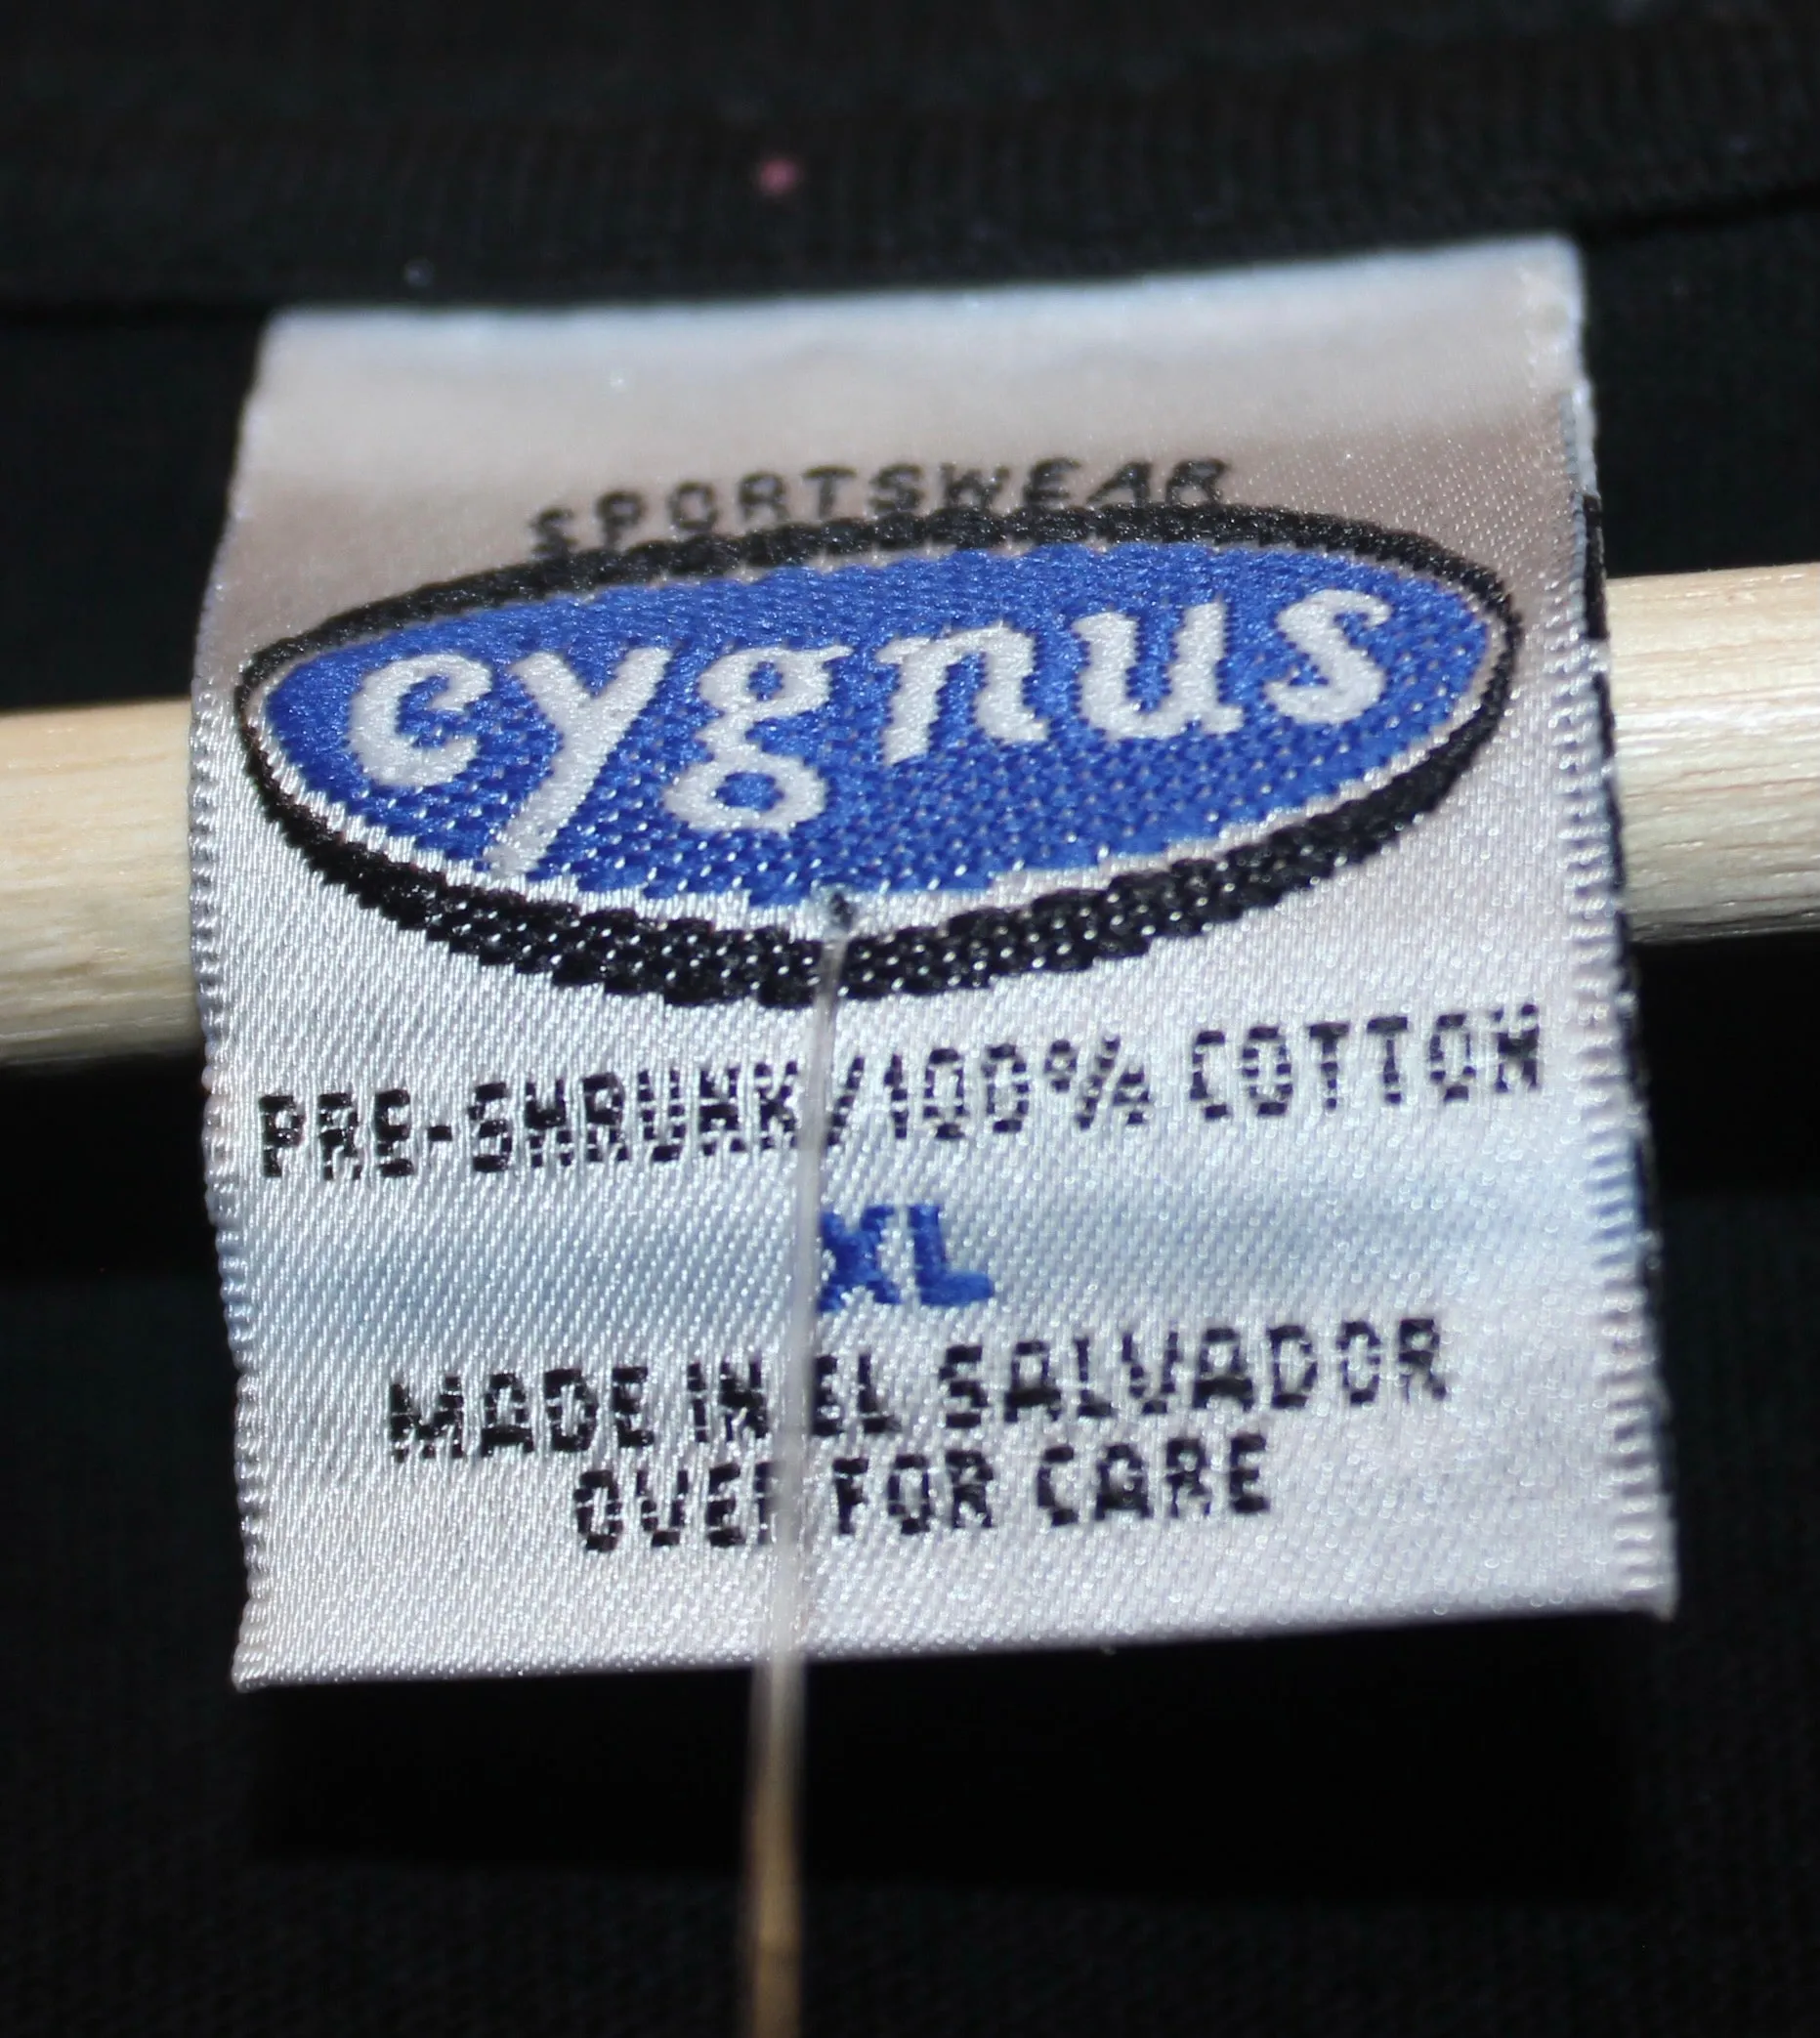 SPORTSWEAR
cygnus
PRE-SHRUNK/100% COTTON
XL
MADE IN EL SALVADOR
OVER FOR CARE